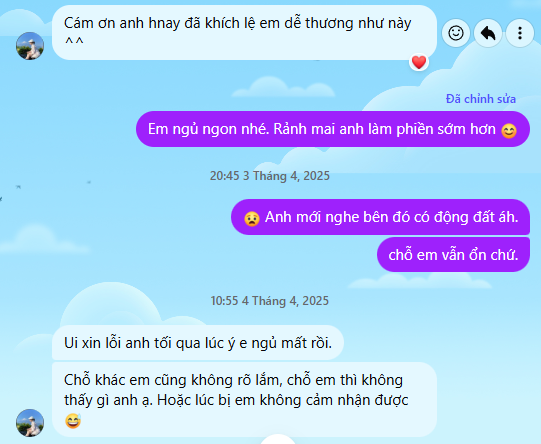 Cám ơn anh hnay đã khích lệ em dễ thương như này
^^
Đã chỉnh sửa
Em ngủ ngon nhé. Rảnh mai anh làm phiền sớm hơn 😊
20:45 3 Tháng 4, 2025
😧 Anh mới nghe bên đó có động đất áh.
chỗ em vẫn ổn chứ.
10:55 4 Tháng 4, 2025
Ui xin lỗi anh tối qua lúc ý e ngủ mất rồi.
Chỗ khác em cũng không rõ lắm, chỗ em thì không
thấy gì anh ạ. Hoặc lúc bị em không cảm nhận được
😅